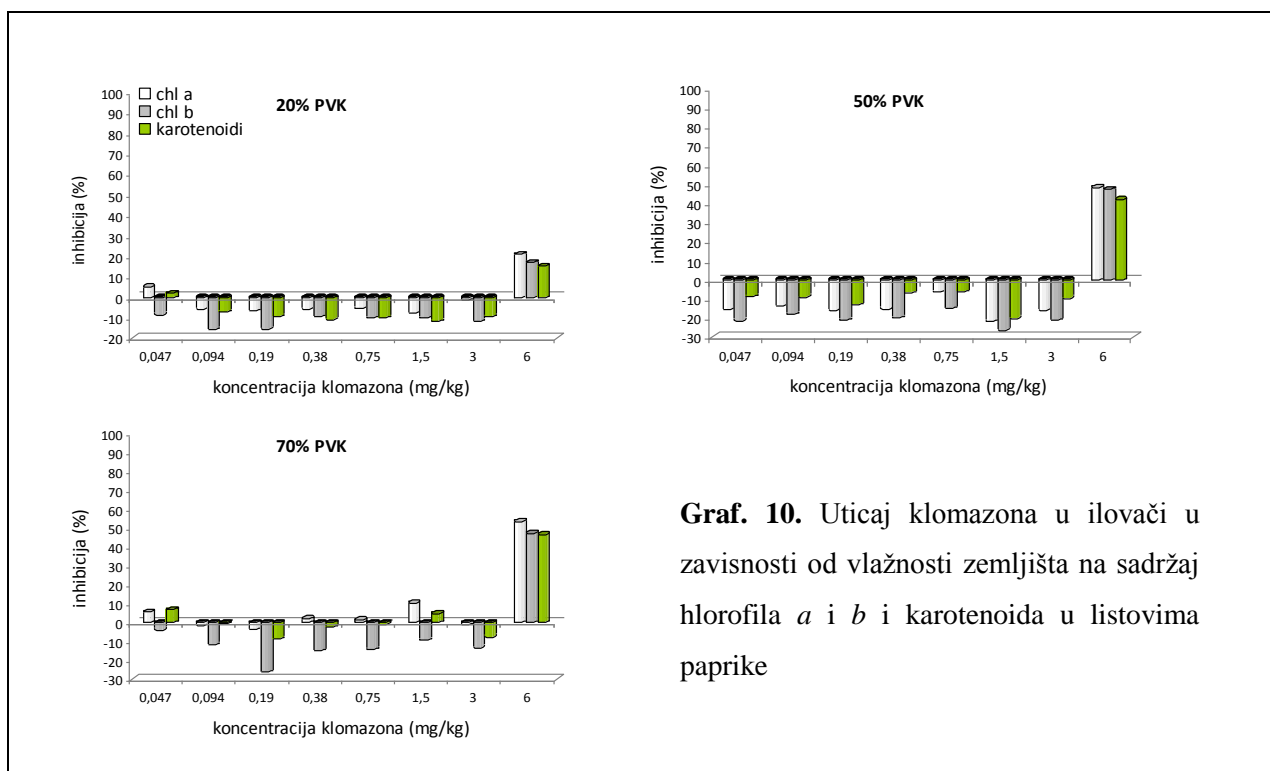 20% PVK
chl a
chl b
karotenoidi
inhibicija (%)
100
90
80
70
60
50
40
30
20
10
0
-10
-20
0,047 0,094 0,19 0,38 0,75 1,5 3 6
koncentracija klomazona (mg/kg)
50% PVK
inhibicija (%)
100
90
80
70
60
50
40
30
20
10
0
-10
-20
-30
0,047 0,094 0,19 0,38 0,75 1,5 3 6
koncentracija klomazona (mg/kg)
70% PVK
inhibicija (%)
100
90
80
70
60
50
40
30
20
10
0
-10
-20
-30
0,047 0,094 0,19 0,38 0,75 1,5 3 6
koncentracija klomazona (mg/kg)
Graf. 10. Uticaj klomazona u ilovači u
zavisnosti od vlažnosti zemljišta na sadržaj
hlorofila a i b i karotenoida u listovima
paprike